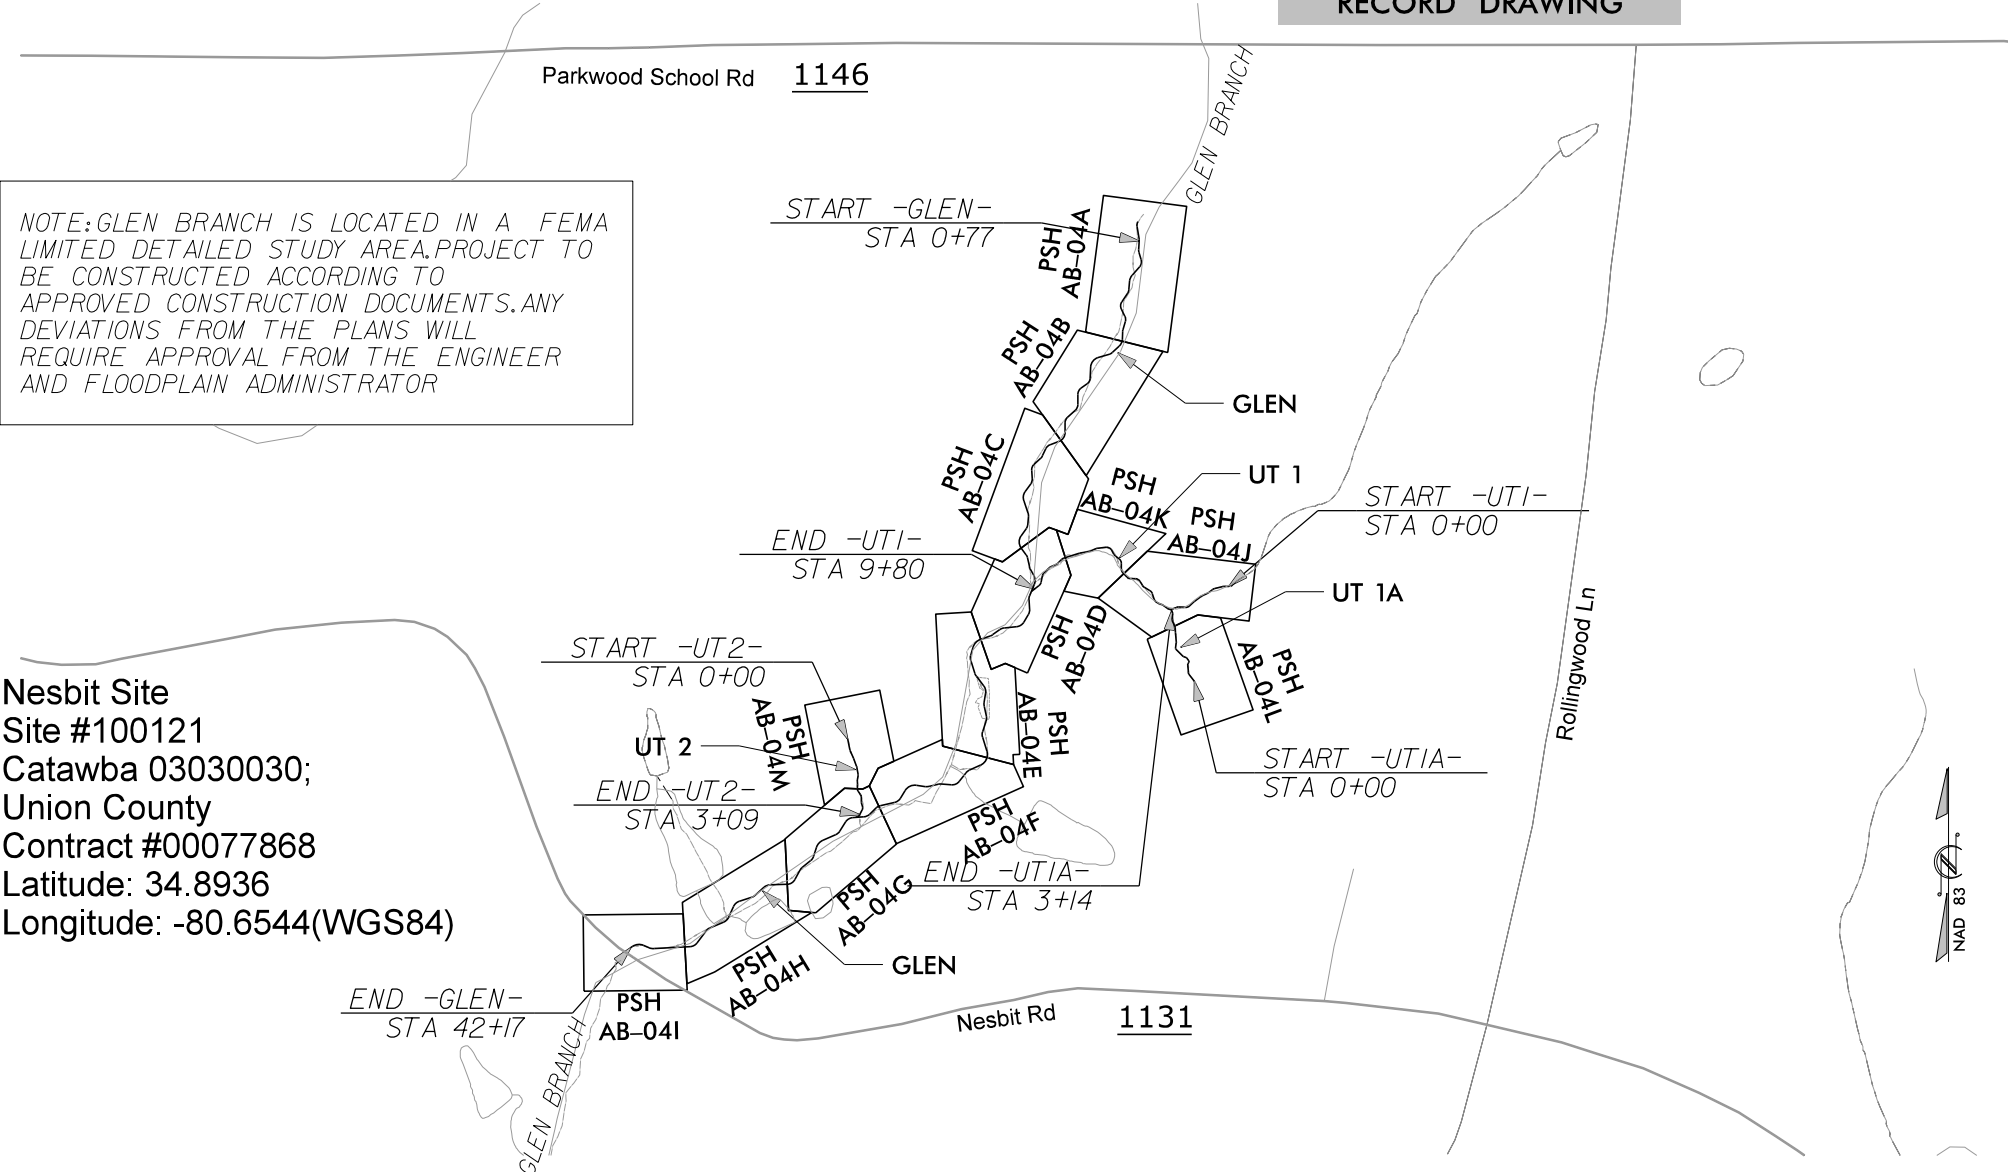 RECORD DRAWING
Parkwood School Rd
1146
GLEN BRANCH
NOTE:GLEN BRANCH IS LOCATED IN A FEMA
LIMITED DETAILED STUDY AREA.PROJECT TO
BE CONSTRUCTED ACCORDING TO
APPROVED CONSTRUCTION DOCUMENTS.ANY
DEVIATIONS FROM THE PLANS WILL
REQUIRE APPROVAL FROM THE ENGINEER
AND FLOODPLAIN ADMINISTRATOR
START -GLEN-
STA 0+77
PSH
AB-04A
PSH
AB-04B
GLEN
PSH
AB-04C
UT 1
PSH
AB-04K
PSH
AB-04J
START -UT1-
STA 0+00
END -UT1-
STA 9+80
UT 1A
PSH
AB-04D
Rollingwood Ln
START -UT2-
STA 0+00
PSH
AB-04L
Nesbit Site
Site #100121
Catawba 03030030;
Union County
Contract #00077868
Latitude: 34.8936
Longitude: -80.6544(WGS84)
PSH
AB-04M
UT 2
PSH
AB-04E
START -UT1A-
STA 0+00
END -UT2-
STA 3+09
PSH
AB-04F
END -UT1A-
STA 3+14
PSH
AB-04G
NAD 83
PSH
AB-04H
GLEN
END -GLEN-
STA 42+17
PSH
AB-04I
Nesbit Rd
1131
GLEN BRANCH